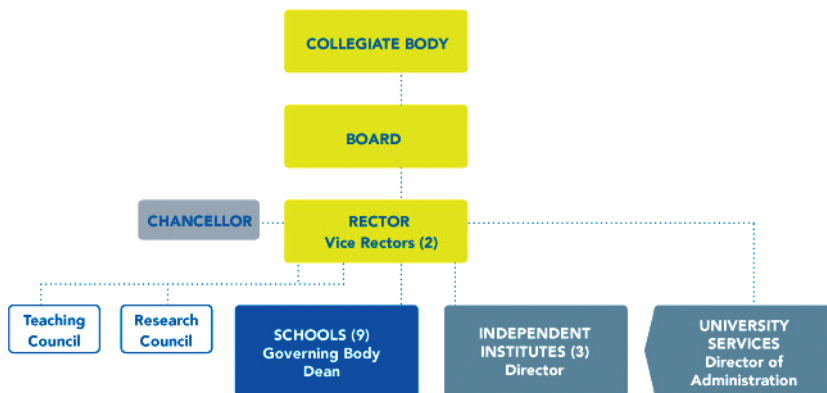 COLLEGIATE BODY
BOARD
CHANCELLOR
RECTOR
Vice Rectors (2)
Teaching
Council
Research
Council
SCHOOLS (9)
Governing Body
Dean
INDEPENDENT
INSTITUTES (3)
Director
UNIVERSITY
SERVICES
Director of
Administration